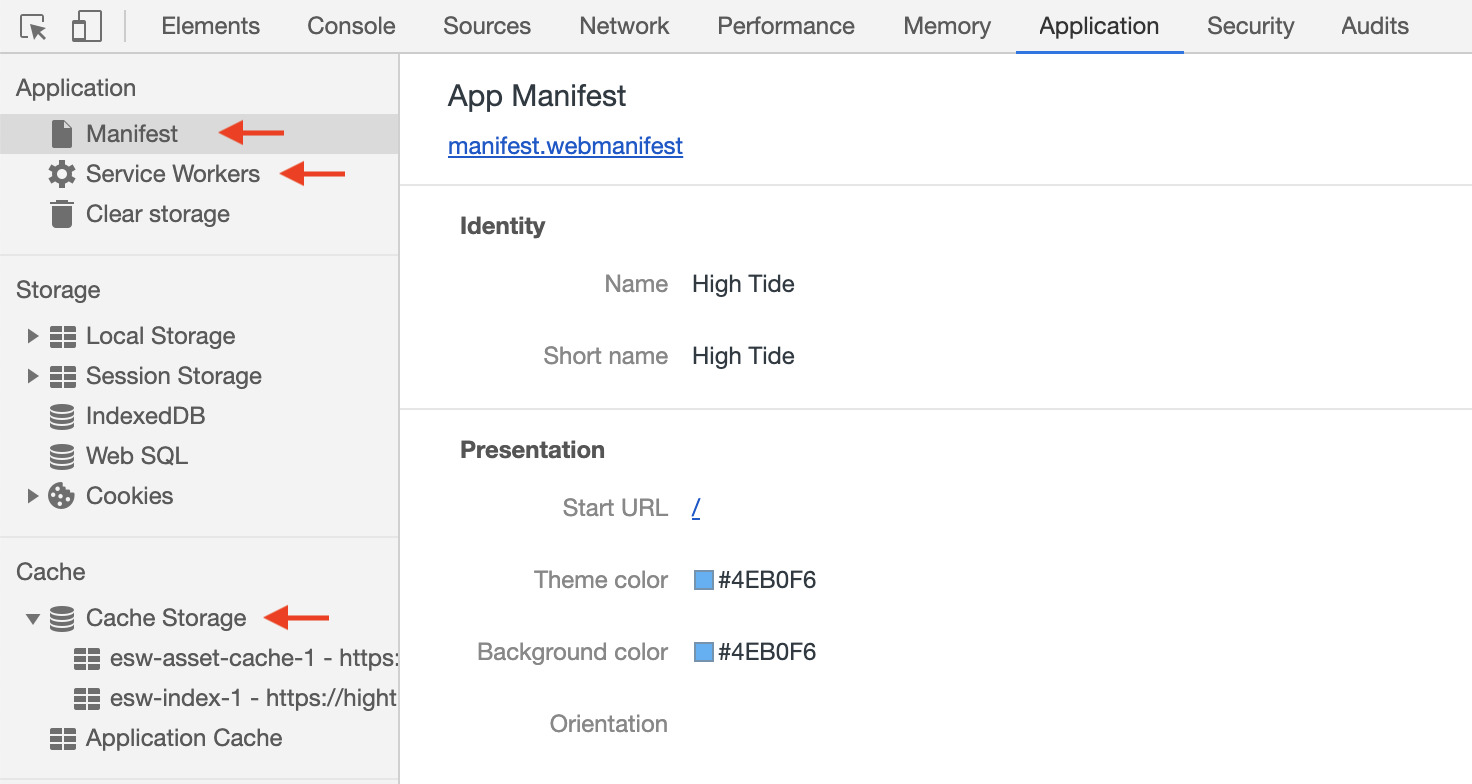 Elements Console Sources Network Performance Memory Application Security Audits
Application
Manifest
Service Workers
Clear storage
Storage
Local Storage
Session Storage
IndexedDB
Web SQL
Cookies
Cache
Cache Storage
esw-asset-cache-1 - https:
esw-index-1 - https://hight
Application Cache
App Manifest
manifest.webmanifest
Identity
Name High Tide
Short name High Tide
Presentation
Start URL /
Theme color #4EB0F6
Background color #4EB0F6
Orientation